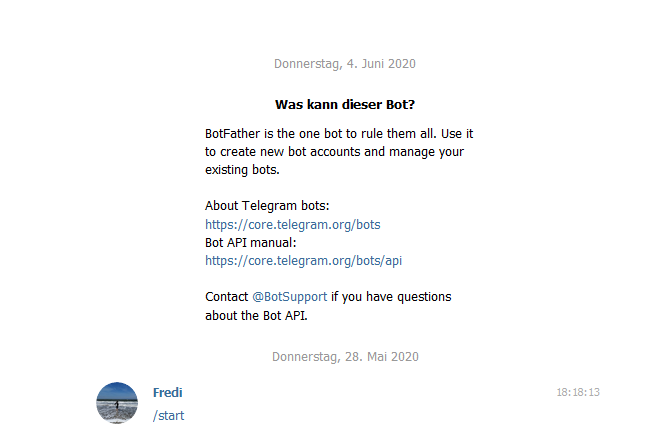 Donnerstag, 4. Juni 2020
Was kann dieser Bot?
BotFather is the one bot to rule them all. Use it
to create new bot accounts and manage your
existing bots.
About Telegram bots:
https://core.telegram.org/bots
Bot API manual:
https://core.telegram.org/bots/api
Contact @BotSupport if you have questions
about the Bot API.
Donnerstag, 28. Mai 2020
Fredi 18:18:13
/start